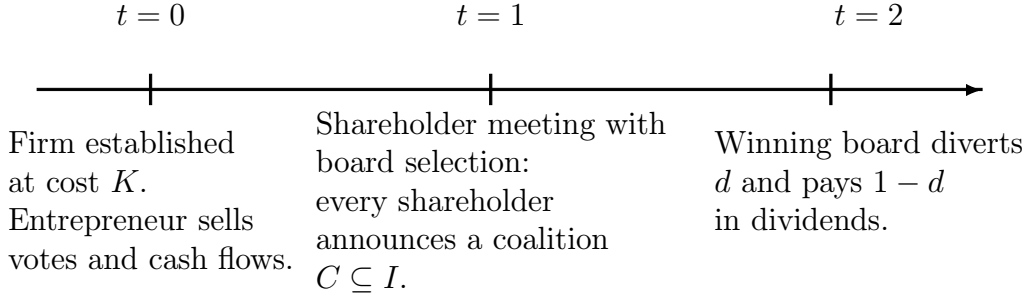 t = 0
t = 1
t = 2
Firm established
at cost K.
Entrepreneur sells
votes and cash flows.
Shareholder meeting with
board selection:
every shareholder
announces a coalition
C ⊆ I.
Winning board diverts
d and pays 1 − d
in dividends.